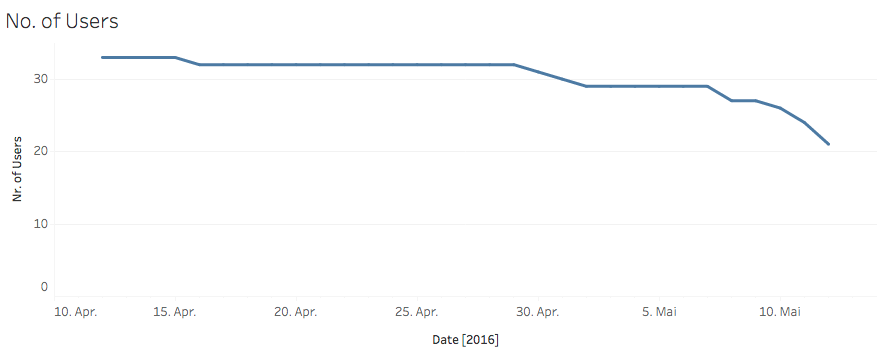 No. of Users
Nr. of Users
30
20
10
0
10. Apr. 15. Apr. 20. Apr. 25. Apr. 30. Apr. 5. Mai 10. Mai
Date [2016]